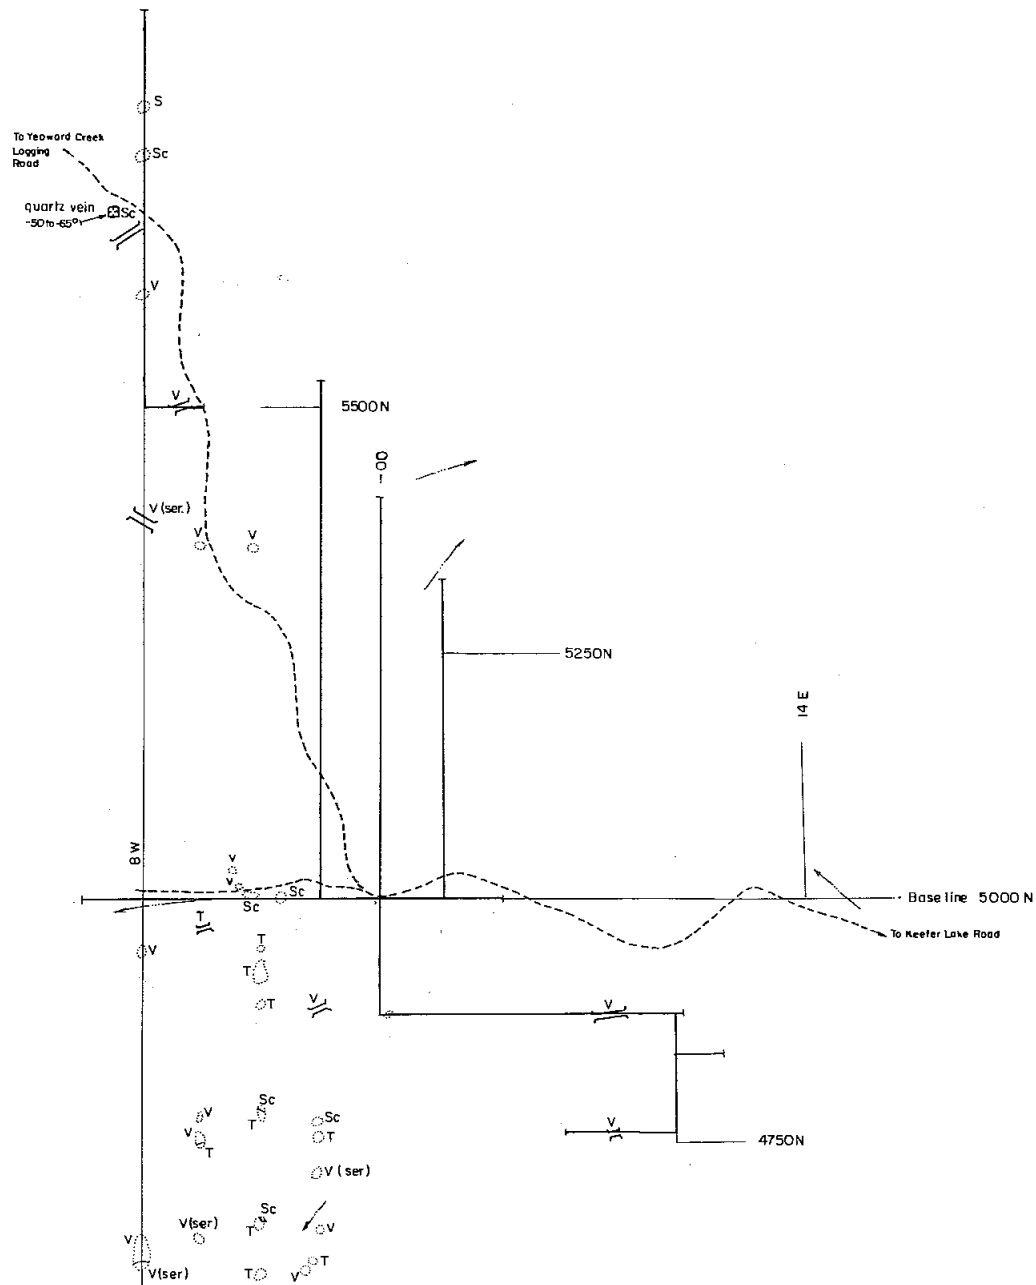 S
To Yeoward Creek
Logging
Road
Sc
quartz vein
-50 to -65°
Sc
V
V
5500N
00
V (ser.)
V
V
5250N
14 E
8W
V
V
Sc
Sc
Base line 5000 N
T
To Keefer Lake Road
V
T
T
T
V
V
Sc
V
T
Sc
V
T
T
V
4750N
V (ser)
Sc
V(ser)
T
V
V
T
V(ser)
T
V